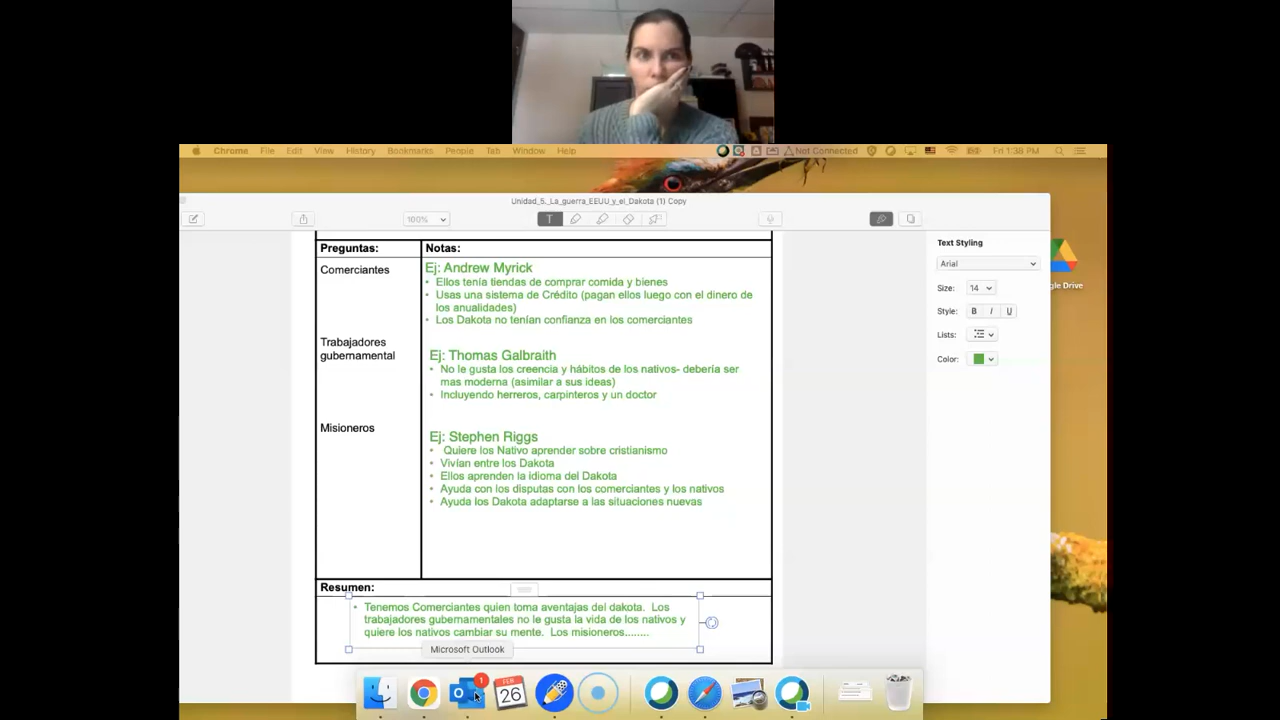 Chrome File Edit View History Bookmarks People Tab Window Help Not Connected Fri 1:38 PM
Unidad_5._La_guerra_EEUU_y_el_Dakota (1) Copy
100% T
Preguntas: Notas:
Comerciantes
Ej: Andrew Myrick
• Ellos tenía tiendas de comprar comida y bienes
• Usas una sistema de Crédito (pagan ellos luego con el dinero de
los anualidades)
• Los Dakota no tenían confianza en los comerciantes
Trabajadores
gubernamental
Ej: Thomas Galbraith
• No le gusta los creencia y hábitos de los nativos- debería ser
mas moderna (asimilar a sus ideas)
• Incluyendo herreros, carpinteros y un doctor
Misioneros
Ej: Stephen Riggs
• Quiere los Nativo aprender sobre cristianismo
• Vivían entre los Dakota
• Ellos aprenden la idioma del Dakota
• Ayuda con los disputas con los comerciantes y los nativos
• Ayuda los Dakota adaptarse a las situaciones nuevas
Resumen:
• Tenemos Comerciantes quien toma aventajas del dakota. Los
trabajadores gubernamentales no le gusta la vida de los nativos y
quiere los nativos cambiar su mente. Los misioneros........
Text Styling
Arial
Size: 14
Style: B I U
Lists:
Color:
gle Drive
Microsoft Outlook
1
FEB
26